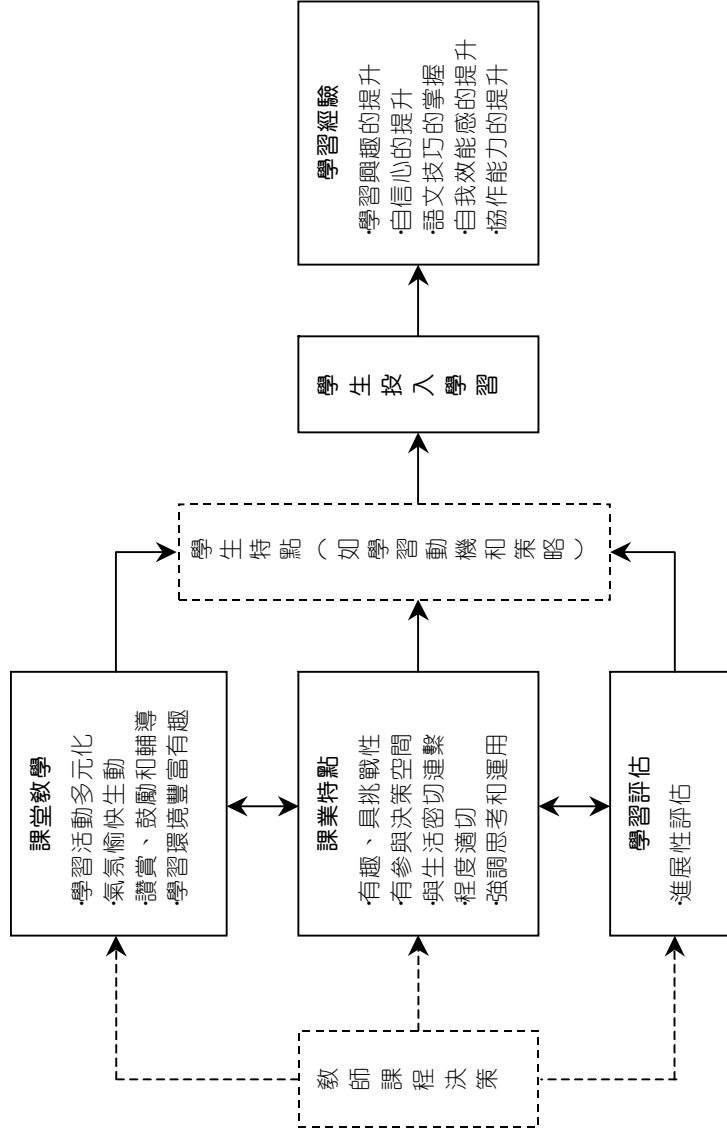 教師課程決策
課堂教學
•學習活動多元化
•氣氛愉快生動
•讚賞、鼓勵和輔導
•學習環境豐富有趣
課業特點
•有趣、具挑戰性
•有參與決策空間
•與生活密切連繫
•程度適切
•強調思考和運用
學習評估
•進展性評估
學生特點（如學習動機和策略）
學生投入學習
學習經驗
•學習興趣的提升
•自信心的提升
•語文技巧的掌握
•自我效能感的提升
•協作能力的提升